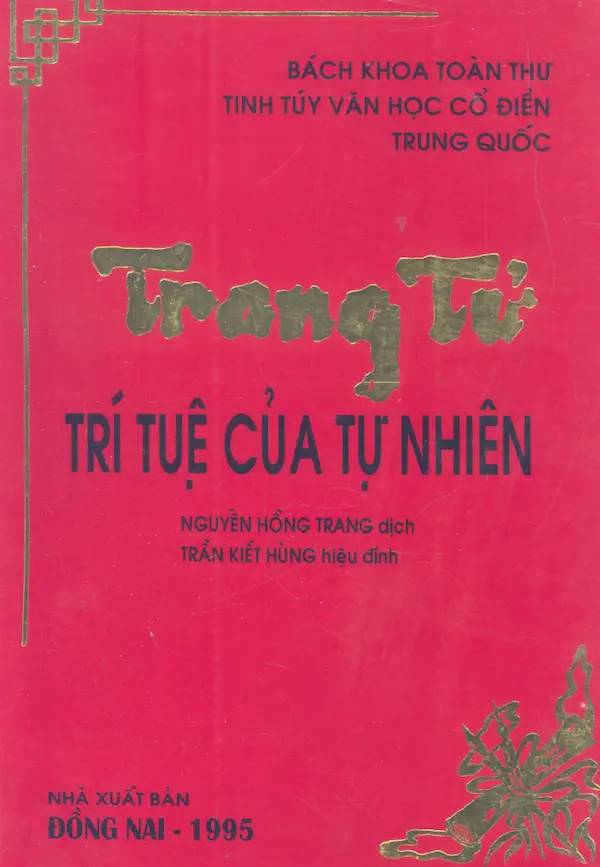 BÁCH KHOA TOÀN THƯ
TINH TÚY VĂN HỌC CỔ ĐIỂN
TRUNG QUỐC
Trang Tử
TRÍ TUỆ CỦA TỰ NHIÊN
NGUYỄN HỒNG TRANG dịch
TRẦN KIẾT HÙNG hiệu đính
NHÀ XUẤT BẢN
ĐỒNG NAI - 1995